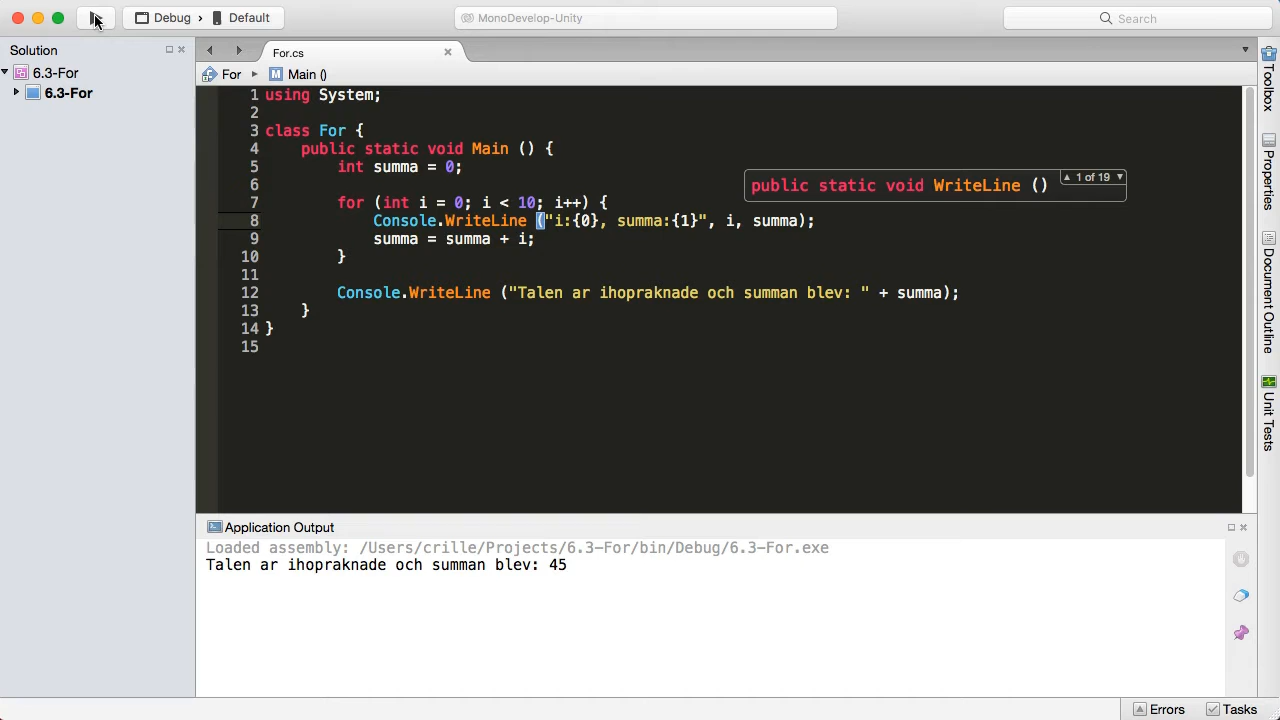 Debug › Default
MonoDevelop-Unity
Search
Solution
6.3-For
6.3-For
For.cs
For ▸ M Main ()
1 using System;
2
3 class For {
4     public static void Main () {
5         int summa = 0;
6
7         for (int i = 0; i < 10; i++) {
8             Console.WriteLine ("i:{0}, summa:{1}", i, summa);
9             summa = summa + i;
10         }
11
12         Console.WriteLine ("Talen ar ihopraknade och summan blev: " + summa);
13     }
14 }
15
public static void WriteLine ()
▲ 1 of 19 ▼
Toolbox
Properties
Document Outline
Unit Tests
Application Output
Loaded assembly: /Users/crille/Projects/6.3-For/bin/Debug/6.3-For.exe
Talen ar ihopraknade och summan blev: 45
Errors
Tasks